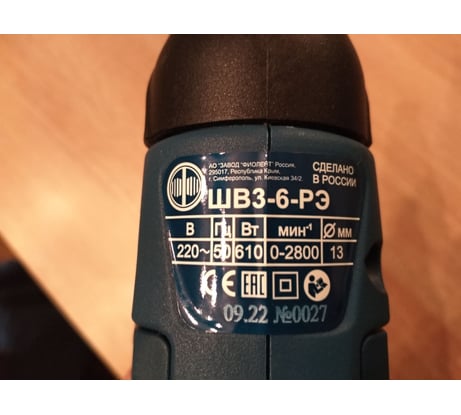 АО "ЗАВОД "ФИОЛЕНТ" Россия,
295017, Республика Крым,
г. Симферополь, ул. Киевская 34/2.
СДЕЛАНО
В РОССИИ
ШВ3-6-РЭ
В Гц Вт мин⁻¹ Ø мм
220~ 50 610 0-2800 13
CE EAC
09.22 №0027